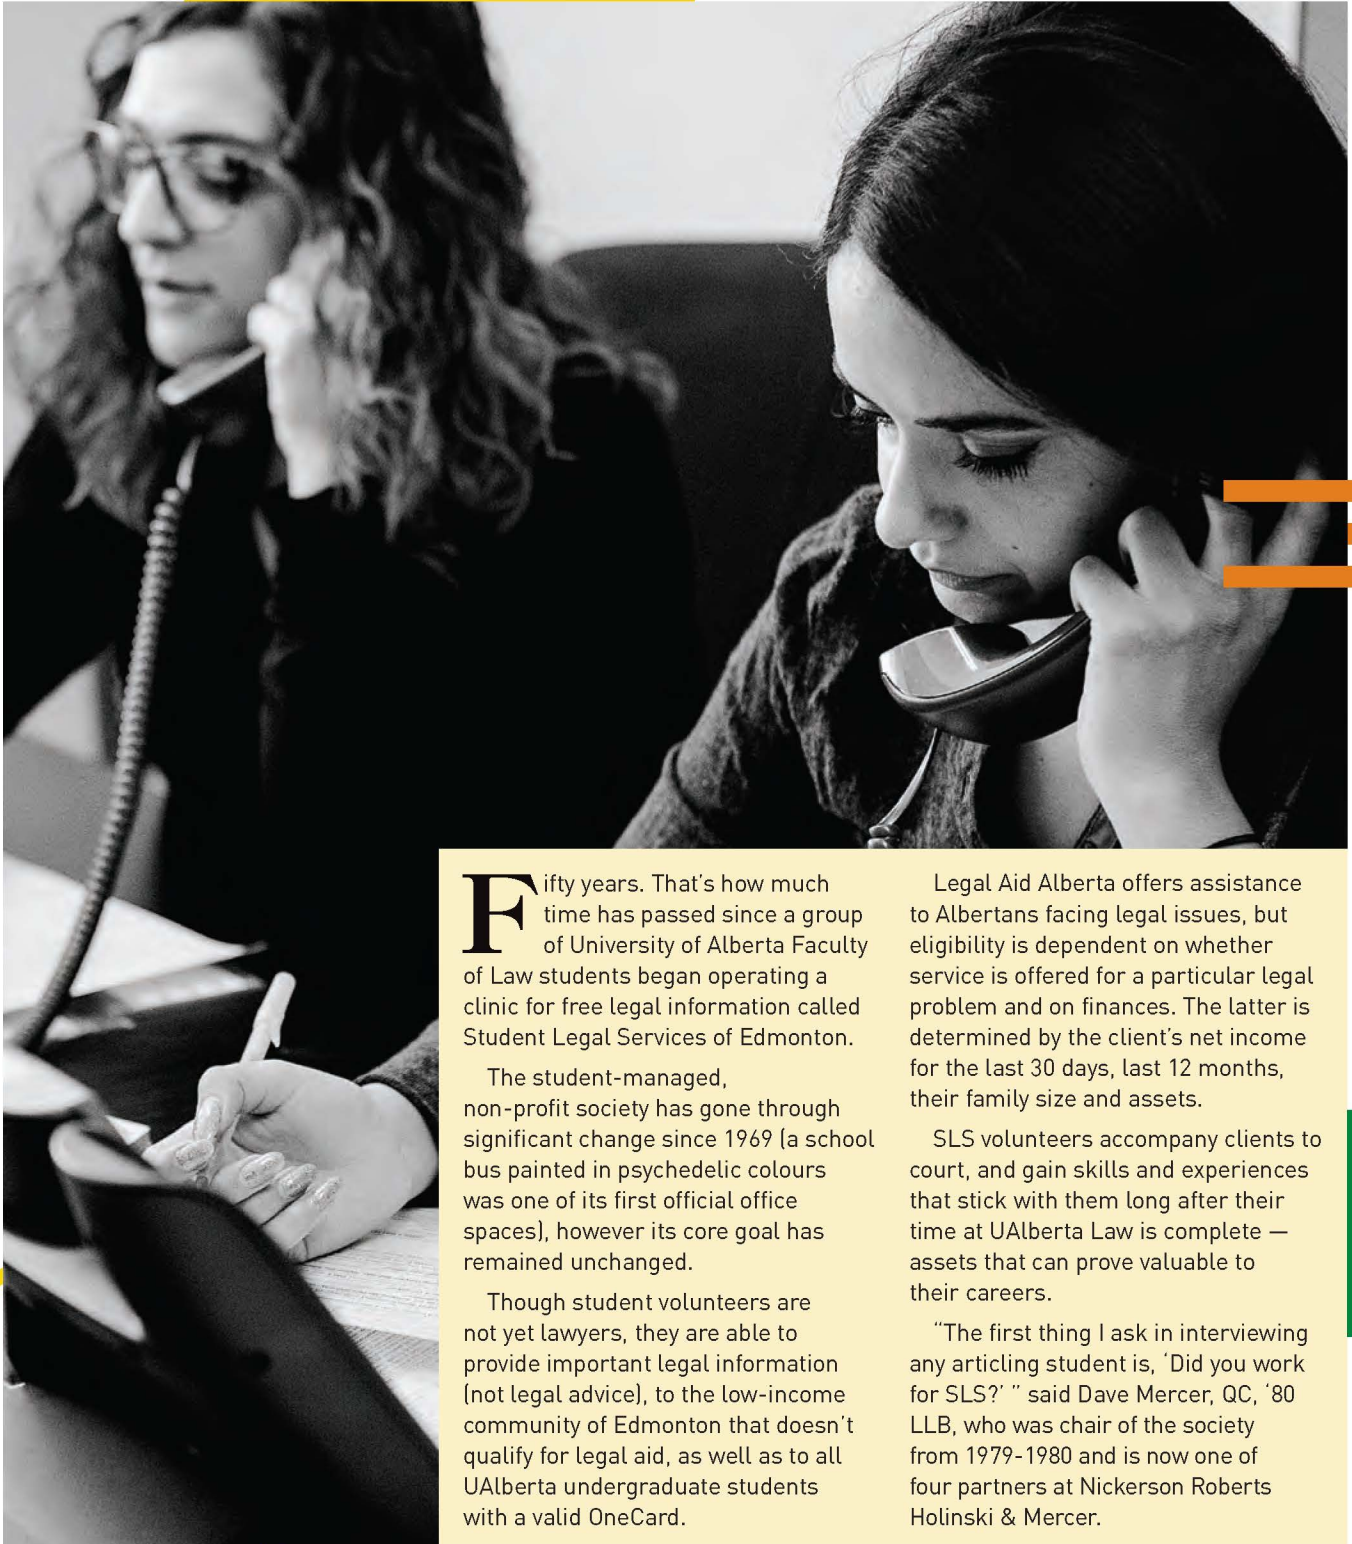 Fifty years. That's how much
time has passed since a group
of University of Alberta Faculty
of Law students began operating a
clinic for free legal information called
Student Legal Services of Edmonton.
The student-managed,
non-profit society has gone through
significant change since 1969 (a school
bus painted in psychedelic colours
was one of its first official office
spaces), however its core goal has
remained unchanged.
Though student volunteers are
not yet lawyers, they are able to
provide important legal information
(not legal advice), to the low-income
community of Edmonton that doesn't
qualify for legal aid, as well as to all
UAlberta undergraduate students
with a valid OneCard.
Legal Aid Alberta offers assistance
to Albertans facing legal issues, but
eligibility is dependent on whether
service is offered for a particular legal
problem and on finances. The latter is
determined by the client's net income
for the last 30 days, last 12 months,
their family size and assets.
SLS volunteers accompany clients to
court, and gain skills and experiences
that stick with them long after their
time at UAlberta Law is complete —
assets that can prove valuable to
their careers.
“The first thing I ask in interviewing
any articling student is, ‘Did you work
for SLS?’ ” said Dave Mercer, QC, ‘80
LLB, who was chair of the society
from 1979-1980 and is now one of
four partners at Nickerson Roberts
Holinski & Mercer.